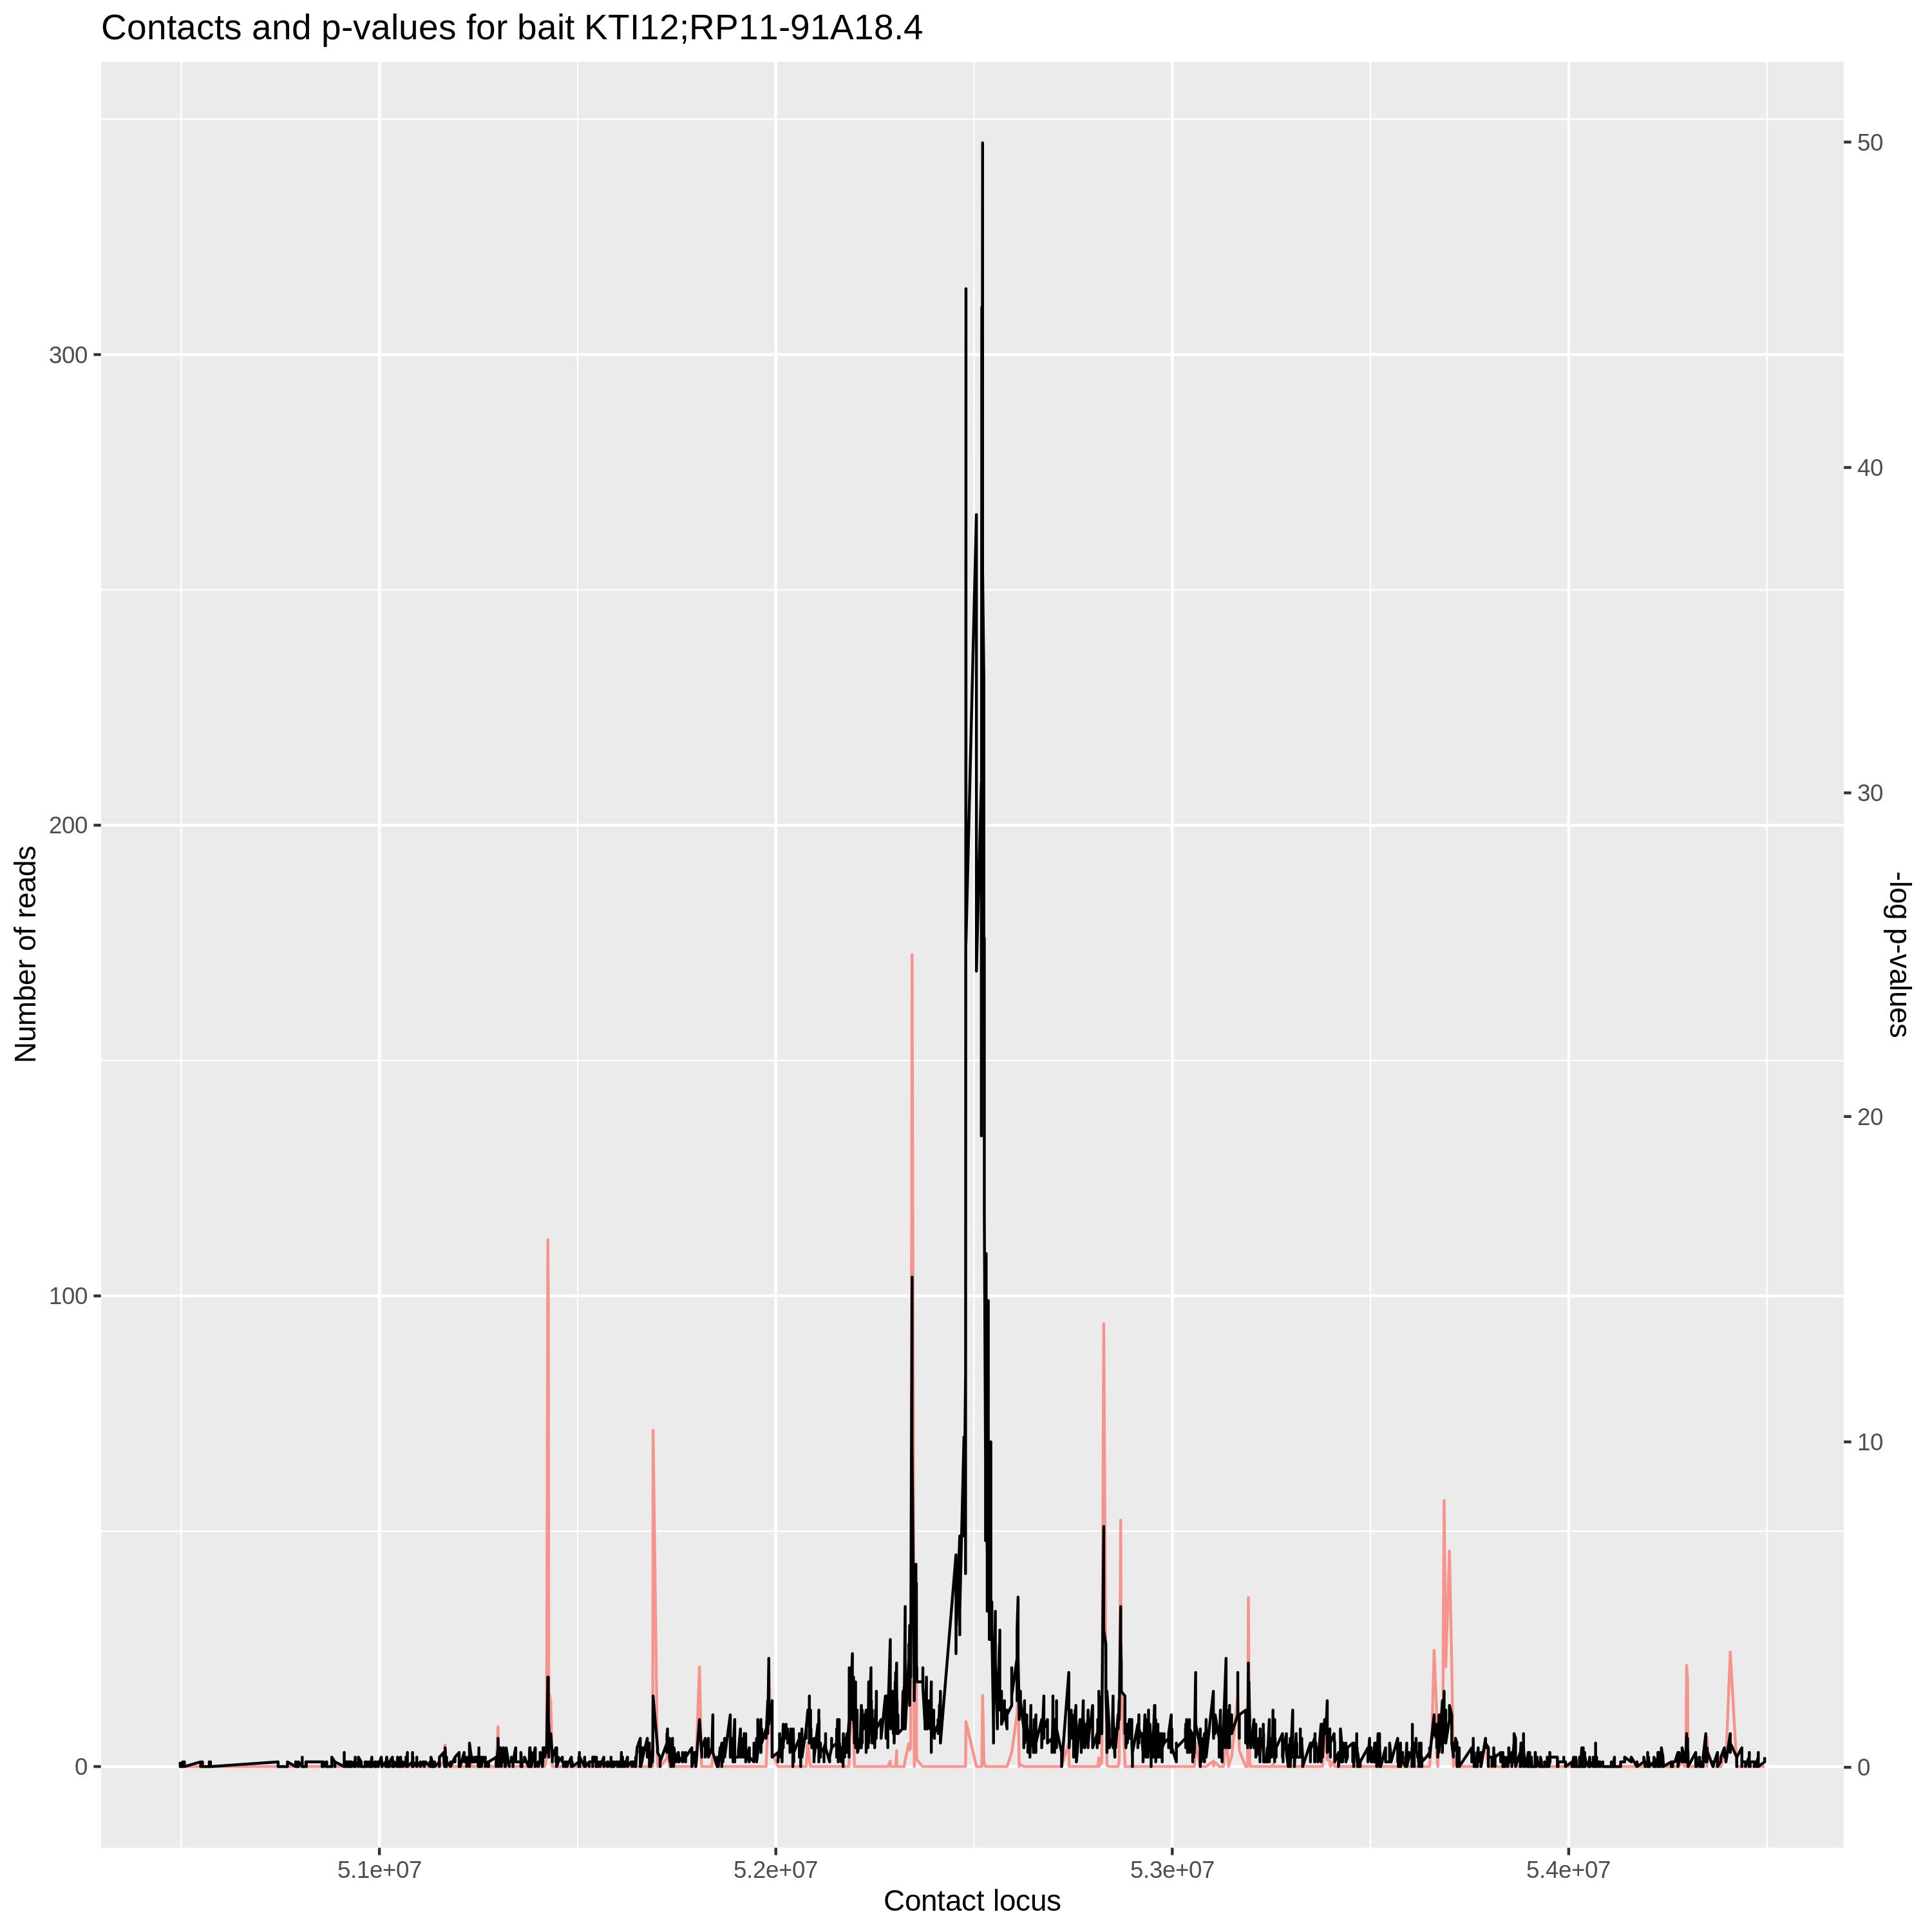 Contacts and p-values for bait KTI12;RP11-91A18.4
Number of reads
300
200
100
0
50
40
30
20
10
0
-log p-values
5.1e+07
5.2e+07
5.3e+07
5.4e+07
Contact locus